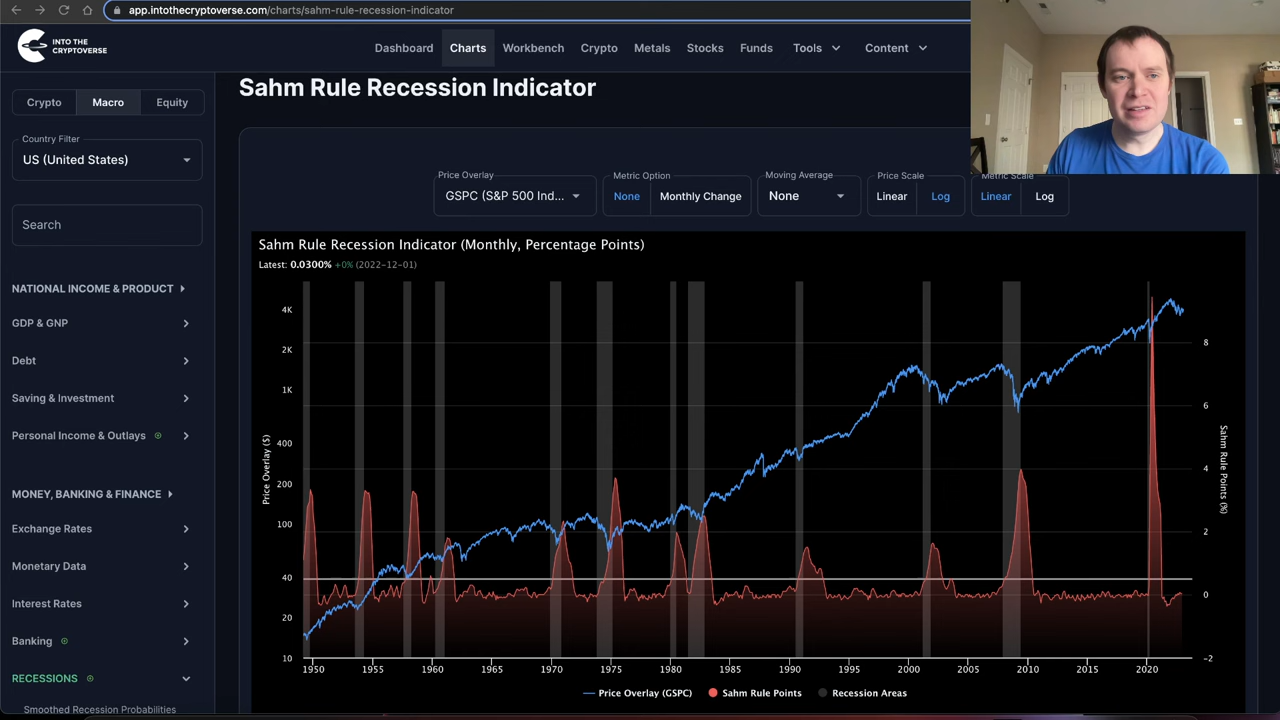 app.intothecryptoverse.com/charts/sahm-rule-recession-indicator
INTO THE
CRYPTOVERSE
Dashboard Charts Workbench Crypto Metals Stocks Funds Tools Content
Crypto Macro Equity
Country Filter
US (United States)
Search
NATIONAL INCOME & PRODUCT
GDP & GNP
Debt
Saving & Investment
Personal Income & Outlays
MONEY, BANKING & FINANCE
Exchange Rates
Monetary Data
Interest Rates
Banking
RECESSIONS
Smoothed Recession Probabilities
Sahm Rule Recession Indicator
Price Overlay Metric Option Moving Average Price Scale Metric Scale
GSPC (S&P 500 Ind... None Monthly Change None Linear Log Linear Log
Sahm Rule Recession Indicator (Monthly, Percentage Points)
Latest: 0.0300% +0% (2022-12-01)
Price Overlay ($)
4K
2K
1K
400
200
100
40
20
10
8
6
4
2
0
-2
Sahm Rule Points (%)
1950 1955 1960 1965 1970 1975 1980 1985 1990 1995 2000 2005 2010 2015 2020
Price Overlay (GSPC) Sahm Rule Points Recession Areas